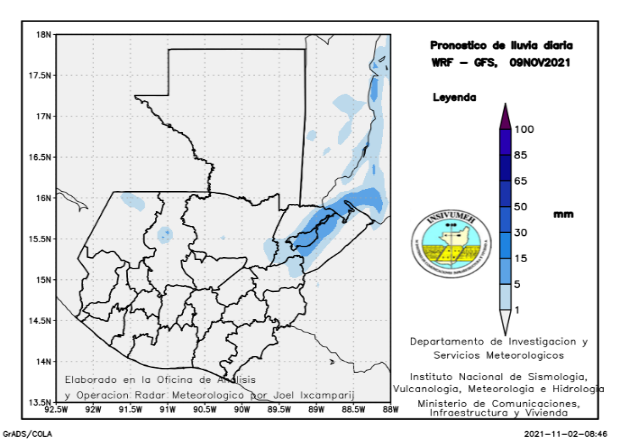 Pronostico de lluvia diaria
WRF - GFS, 09NOV2021
Leyenda
100
85
65
50
30
15
5
1
mm
INSIVUMEH
Departamento de Investigacion y
Servicios Meteorologicos
Instituto Nacional de Sismologia,
Vulcanologia, Meteorologia e Hidrologia
Ministerio de Comunicaciones,
Infraestructura y Vivienda
18N
17.5N
17N
16.5N
16N
15.5N
15N
14.5N
14N
13.5N
Elaborado en la Oficina de Analisis
y Operacion Radar Meteorologico por Joel Ixcamparij
92.5W 92W 91.5W 91W 90.5W 90W 89.5W 89W 88.5W 88W
GrADS/COLA
2021-11-02-08:46